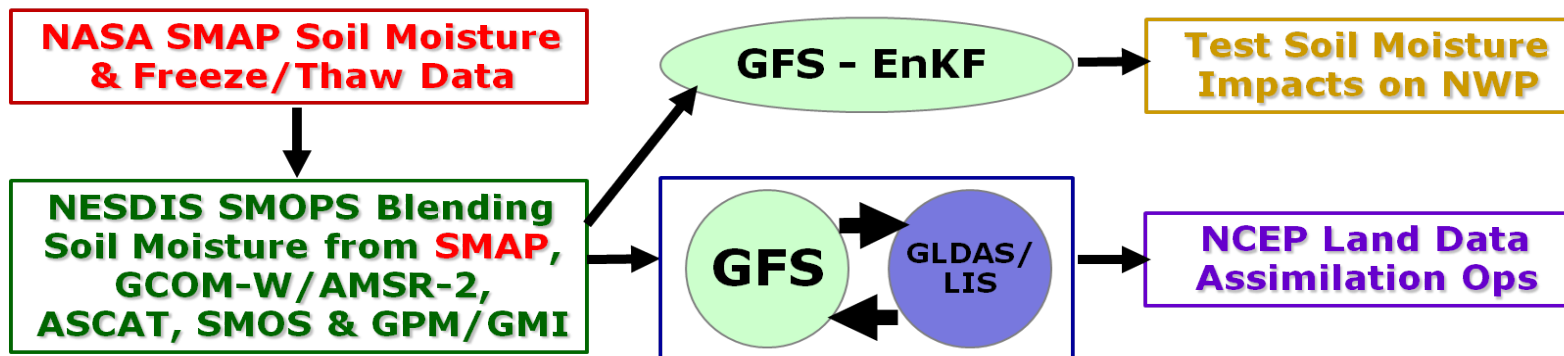 NASA SMAP Soil Moisture
& Freeze/Thaw Data
GFS - EnKF
Test Soil Moisture
Impacts on NWP
NESDIS SMOPS Blending
Soil Moisture from SMAP,
GCOM-W/AMSR-2,
ASCAT, SMOS & GPM/GMI
GFS
GLDAS/
LIS
NCEP Land Data
Assimilation Ops